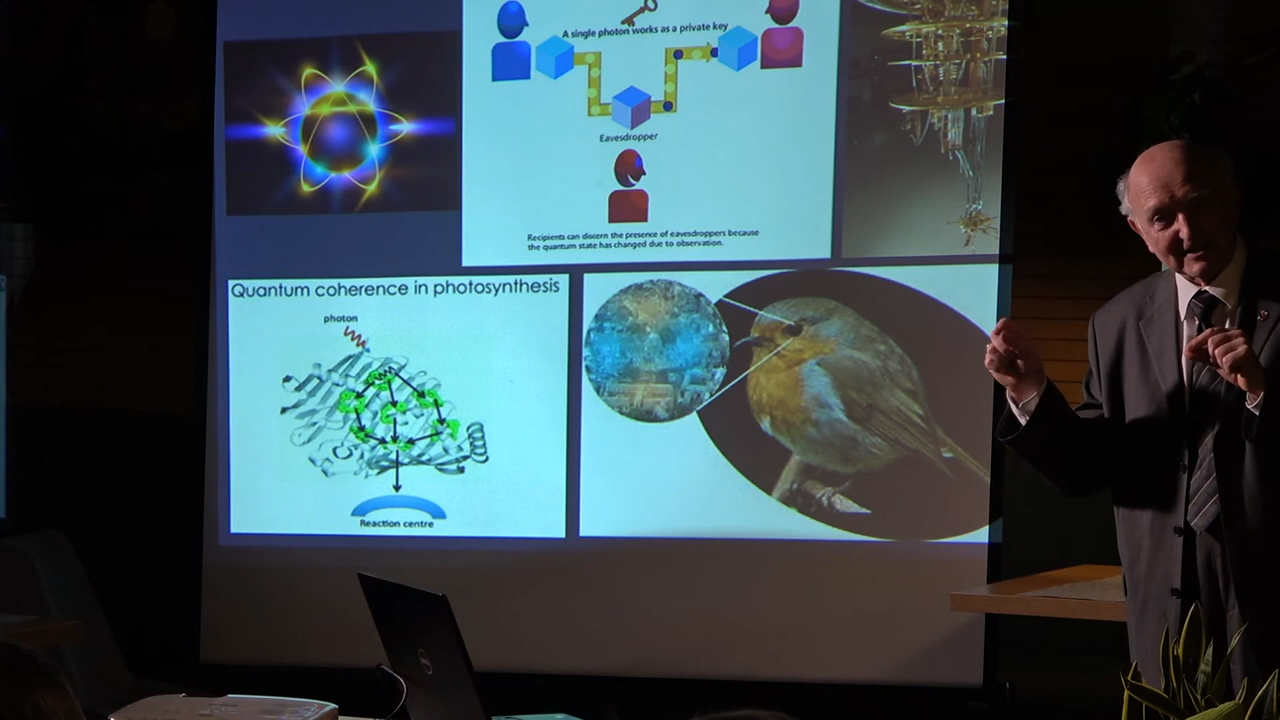 A single photon works as a private key
Eavesdropper
Recipients can discern the presence of eavesdroppers because
the quantum state has changed due to observation.
Quantum coherence in photosynthesis
photon
Reaction centre
DELL